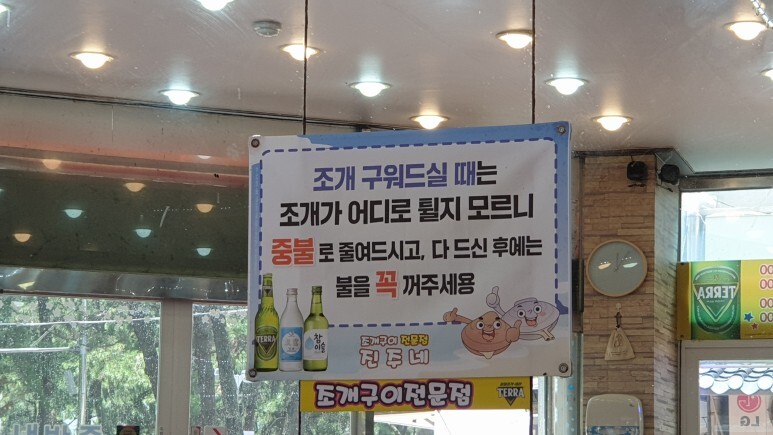 조개 구워드실 때는
조개가 어디로 튈지 모르니
중불로 줄여드시고, 다 드신 후에는
불을 꼭 꺼주세용
TERRA
참이슬
조개구이 전문점
진주네
조개구이전문점
TERRA
TERRA
LG